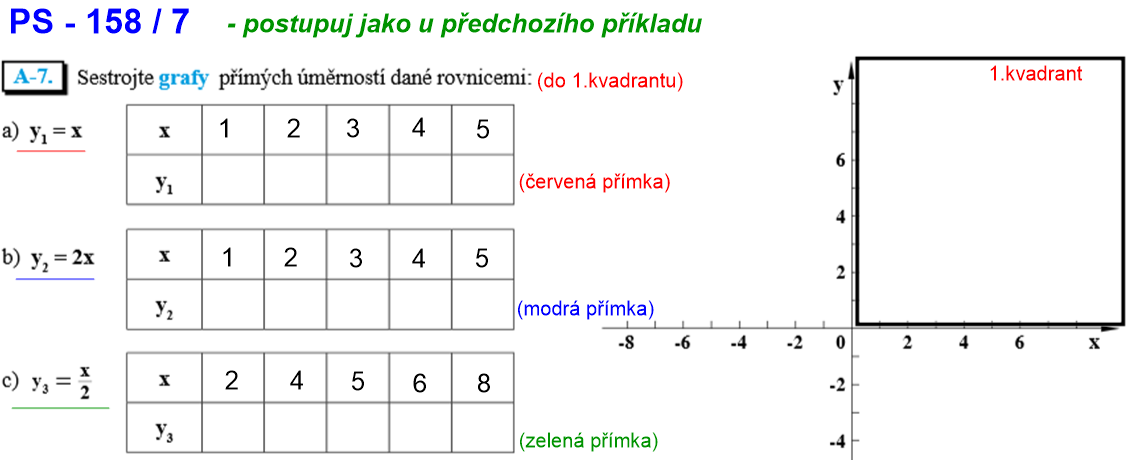 PS - 158 / 7 - postupuj jako u předchozího příkladu
A-7. Sestrojte grafy přímých úměrností dané rovnicemi: (do 1.kvadrantu)
a) y₁ = x
x 1 2 3 4 5
y₁
(červená přímka)
b) y₂ = 2x
x 1 2 3 4 5
y₂
(modrá přímka)
c) y₃ = x/2
x 2 4 5 6 8
y₃
(zelená přímka)
1.kvadrant
y
6
4
2
-8 -6 -4 -2 0 2 4 6 x
-2
-4